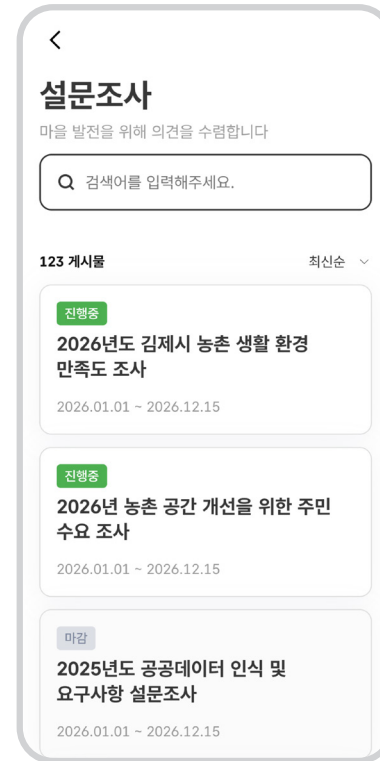 설문조사
마을 발전을 위해 의견을 수렴합니다
검색어를 입력해주세요.
123 게시물
최신순
진행중
2026년도 김제시 농촌 생활 환경
만족도 조사
2026.01.01 ~ 2026.12.15
진행중
2026년 농촌 공간 개선을 위한 주민
수요 조사
2026.01.01 ~ 2026.12.15
마감
2025년도 공공데이터 인식 및
요구사항 설문조사
2026.01.01 ~ 2026.12.15